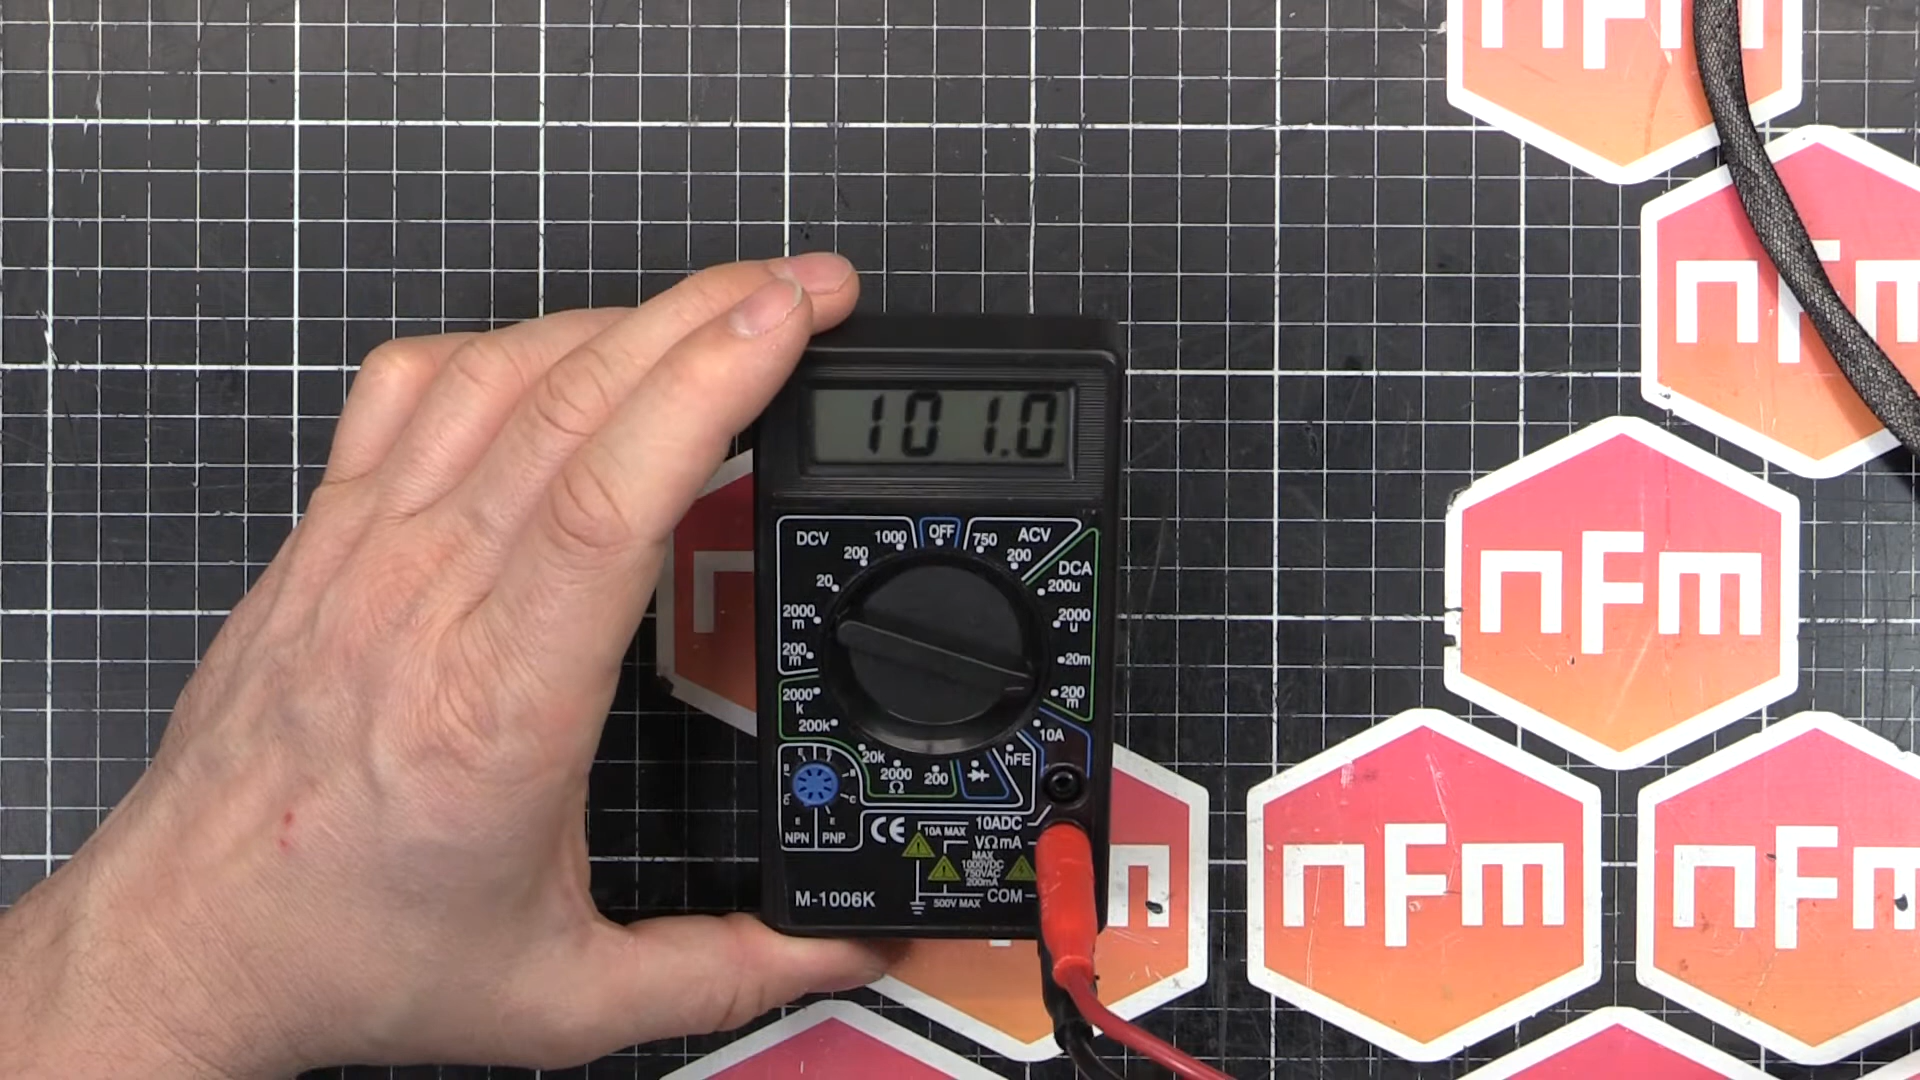 nFm
nFm
101.0
DCV
1000
OFF
750
ACV
200
200
DCA
20
200u
2000
m
2000
u
200
m
20m
2000
k
200
m
200k
10A
20k
hFE
2000
Ω
200
nFm
E
E
B
B
C
C
E
E
NPN
PNP
CE
10A MAX
10ADC
VΩmA
MAX
1000VDC
750VAC
200mA
COM
500V MAX
M-1006K
nFm
nFm